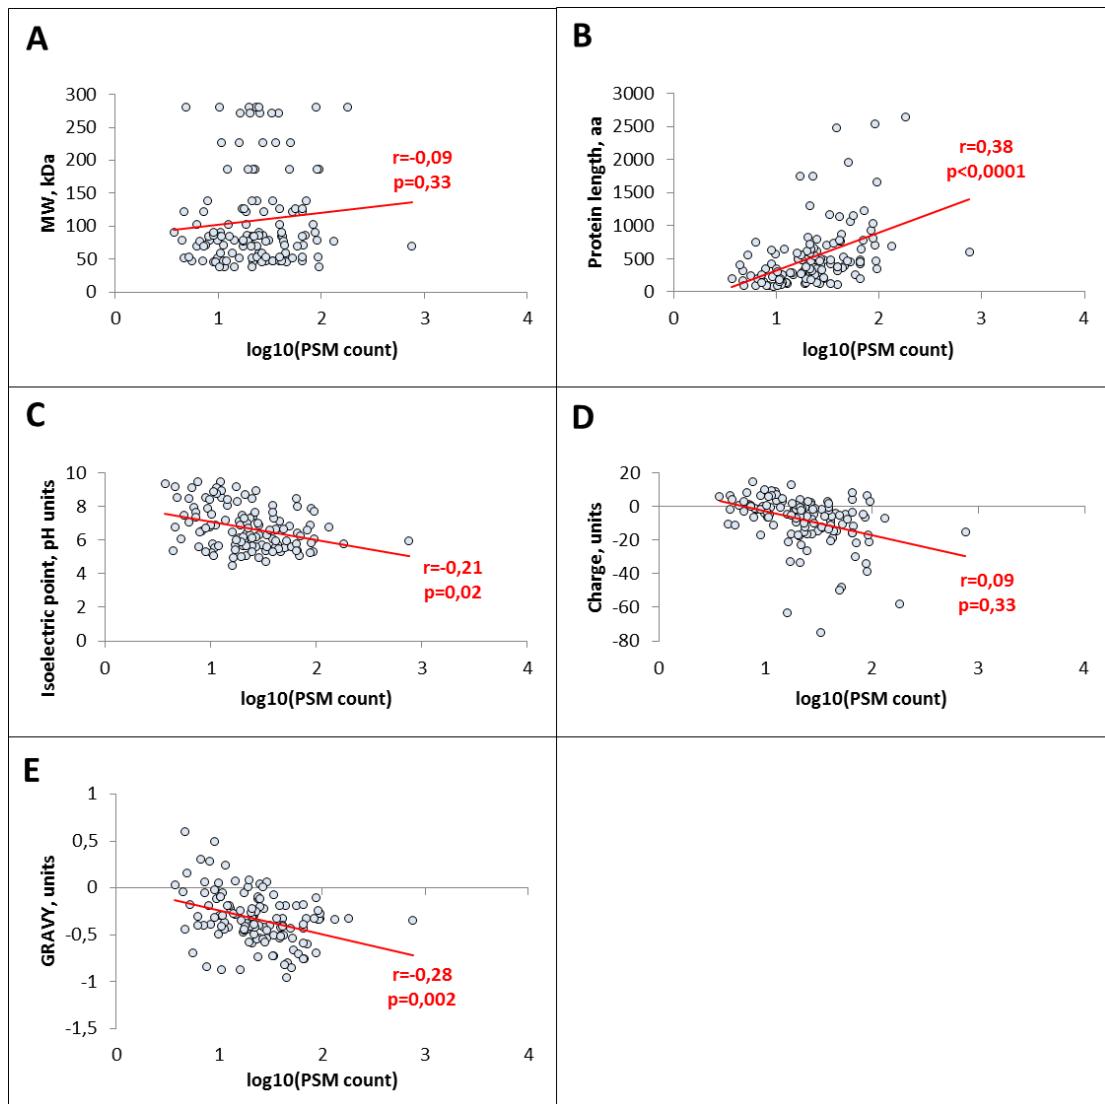 A
MW, kDa
300
250
200
150
100
50
0
0
1
2
3
4
r=-0,09
p=0,33
log10(PSM count)
B
Protein length, aa
3000
2500
2000
1500
1000
500
0
0
1
2
3
4
r=0,38
p<0,0001
log10(PSM count)
C
Isoelectric point, pH units
10
8
6
4
2
0
0
1
2
3
4
r=-0,21
p=0,02
log10(PSM count)
D
Charge, units
20
0
-20
-40
-60
-80
0
1
2
3
4
r=0,09
p=0,33
log10(PSM count)
E
GRAVY, units
1
0,5
0
-0,5
-1
-1,5
0
1
2
3
4
r=-0,28
p=0,002
log10(PSM count)